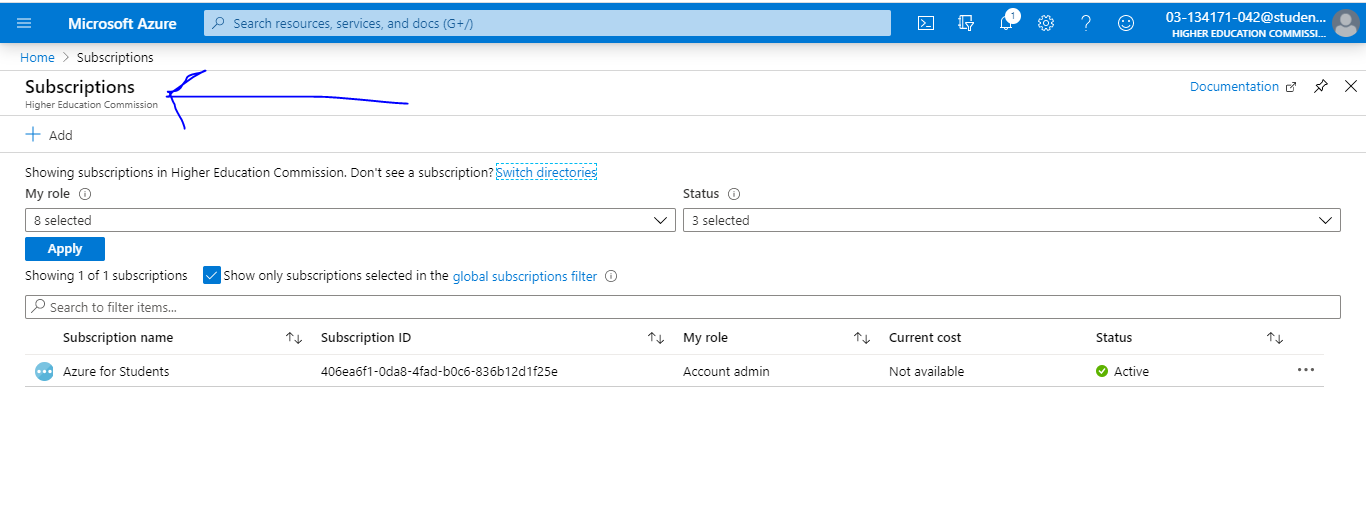 Microsoft Azure Search resources, services, and docs (G+/) 1 03-134171-042@studen...
HIGHER EDUCATION COMMISSI...
Home > Subscriptions
Subscriptions Documentation
Higher Education Commission
+ Add
Showing subscriptions in Higher Education Commission. Don't see a subscription? Switch directories
My role Status
8 selected 3 selected
Apply
Showing 1 of 1 subscriptions Show only subscriptions selected in the global subscriptions filter
Search to filter items...
Subscription name Subscription ID My role Current cost Status
Azure for Students 406ea6f1-0da8-4fad-b0c6-836b12d1f25e Account admin Not available Active